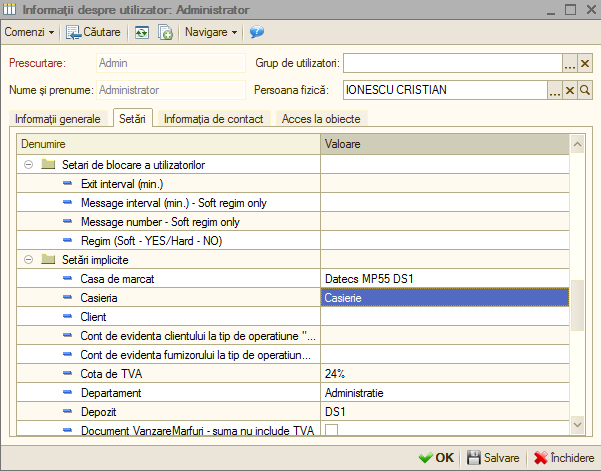 Informații despre utilizator: Administrator
Comenzi Căutare Navigare
Prescurtare: Admin Grup de utilizatori:
Nume și prenume: Administrator Persoana fizică: IONESCU CRISTIAN
Informații generale Setări Informația de contact Acces la obiecte
Denumire Valoare
Setari de blocare a utilizatorilor
Exit interval (min.)
Message interval (min.) - Soft regim only
Message number - Soft regim only
Regim (Soft - YES/Hard - NO)
Setări implicite
Casa de marcat Datecs MP55 DS1
Casieria Casierie
Client
Cont de evidenta clientului la tip de operatiune "...
Cont de evidenta furnizorului la tip de operatiun...
Cota de TVA 24%
Departament Administratie
Depozit DS1
Document VanzareMarfuri - suma nu include TVA
OK Salvare Închidere